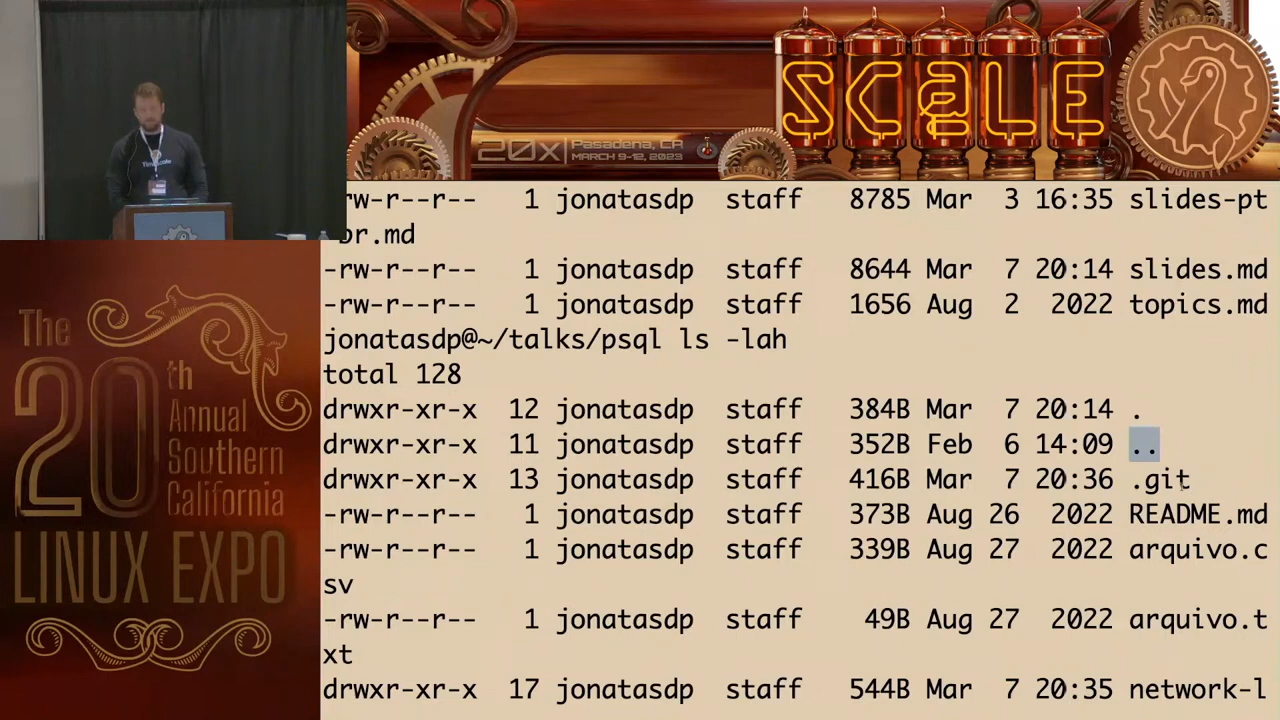 SCaLE
20x
Pasadena, CA
MARCH 9-12, 2023
rw-r--r-- 1 jonatasdp staff 8785 Mar 3 16:35 slides-pt
br.md
-rw-r--r-- 1 jonatasdp staff 8644 Mar 7 20:14 slides.md
-rw-r--r-- 1 jonatasdp staff 1656 Aug 2 2022 topics.md
jonatasdp@~/talks/psql ls -lah
total 128
drwxr-xr-x 12 jonatasdp staff 384B Mar 7 20:14 .
drwxr-xr-x 11 jonatasdp staff 352B Feb 6 14:09 ..
drwxr-xr-x 13 jonatasdp staff 416B Mar 7 20:36 .git
-rw-r--r-- 1 jonatasdp staff 373B Aug 26 2022 README.md
-rw-r--r-- 1 jonatasdp staff 339B Aug 27 2022 arquivo.c
sv
-rw-r--r-- 1 jonatasdp staff 49B Aug 27 2022 arquivo.t
xt
drwxr-xr-x 17 jonatasdp staff 544B Mar 7 20:35 network-l
The
20th
Annual
Southern
California
LINUX EXPO